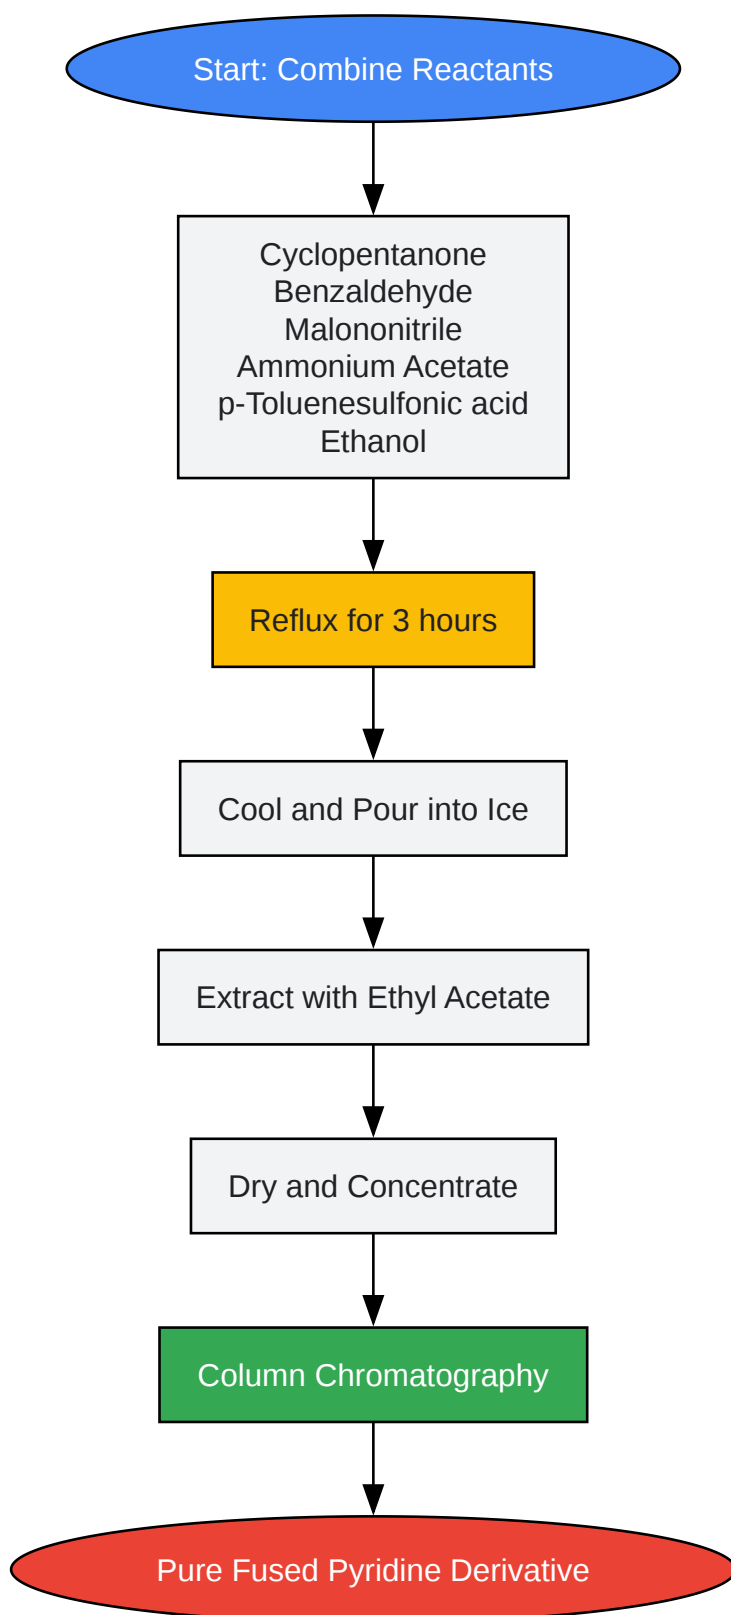 Start: Combine Reactants
Cyclopentanone
Benzaldehyde
Malononitrile
Ammonium Acetate
p-Toluenesulfonic acid
Ethanol
Reflux for 3 hours
Cool and Pour into Ice
Extract with Ethyl Acetate
Dry and Concentrate
Column Chromatography
Pure Fused Pyridine Derivative